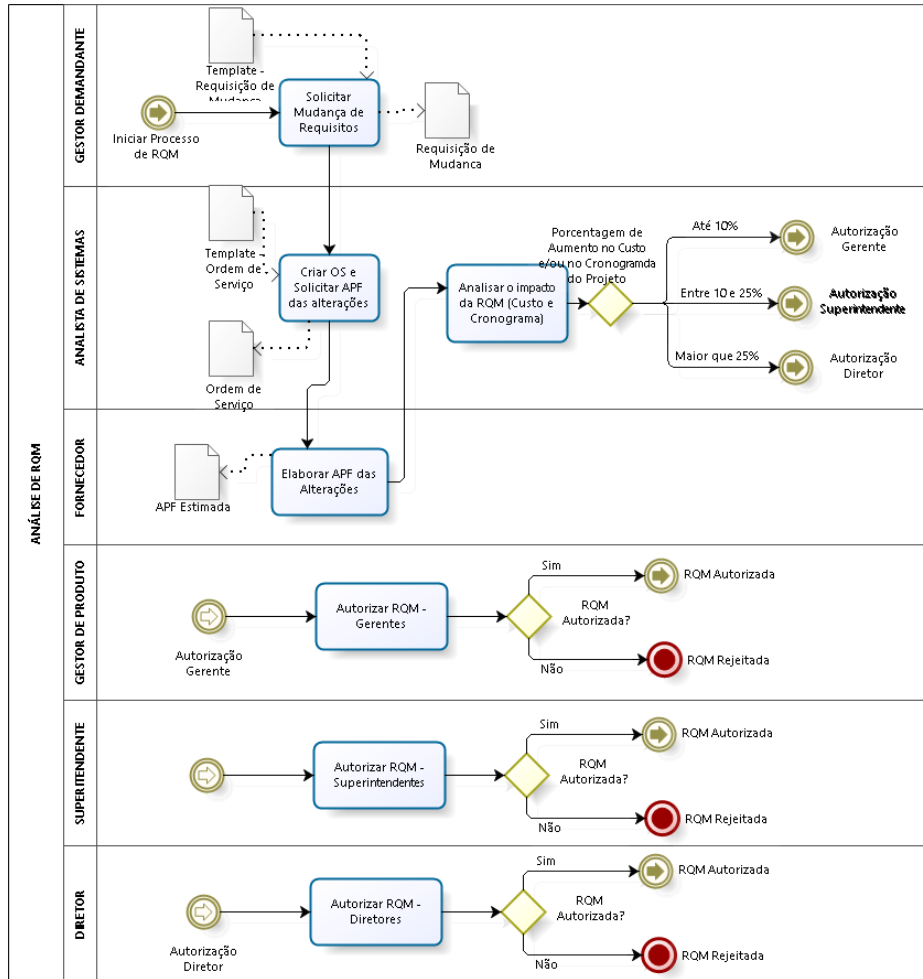 ANÁLISE DE RQM
GESTOR DEMANDANTE
Template -
Requisição de
Mudança
Solicitar
Mudança de
Requisitos
Iniciar Processo
de RQM
Requisição de
Mudanca
ANALISTA DE SISTEMAS
Template -
Ordem de
Serviço
Criar OS e
Solicitar APF
das alterações
Ordem de
Serviço
Analisar o impacto
da RQM (Custo e
Cronograma)
Porcentagem de
Aumento no Custo
e/ou no Cronogramda
do Projeto
Até 10%
Autorização
Gerente
Entre 10 e 25%
Autorização
Superintendente
Maior que 25%
Autorização
Diretor
FORNECEDOR
APF Estimada
Elaborar APF das
Alterações
GESTOR DE PRODUTO
Autorização
Gerente
Autorizar RQM -
Gerentes
Sim
RQM Autorizada
RQM
Autorizada?
Não
RQM Rejeitada
SUPERITENDENTE
Autorizar RQM -
Superintendentes
Sim
RQM Autorizada
RQM
Autorizada?
Não
RQM Rejeitada
DIRETOR
Autorização
Diretor
Autorizar RQM -
Diretores
Sim
RQM Autorizada
RQM
Autorizada?
Não
RQM Rejeitada